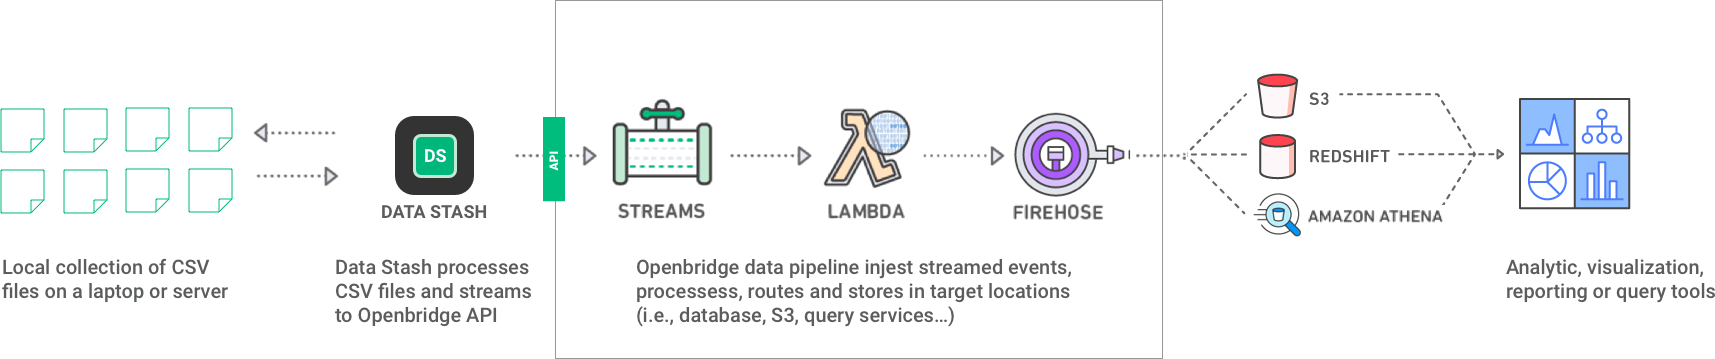 DS
DATA STASH
API
STREAMS
LAMBDA
FIREHOSE
S3
REDSHIFT
AMAZON ATHENA
Local collection of CSV
files on a laptop or server
Data Stash processes
CSV files and streams
to Openbridge API
Openbridge data pipeline injest streamed events,
processess, routes and stores in target locations
(i.e., database, S3, query services...)
Analytic, visualization,
reporting or query tools